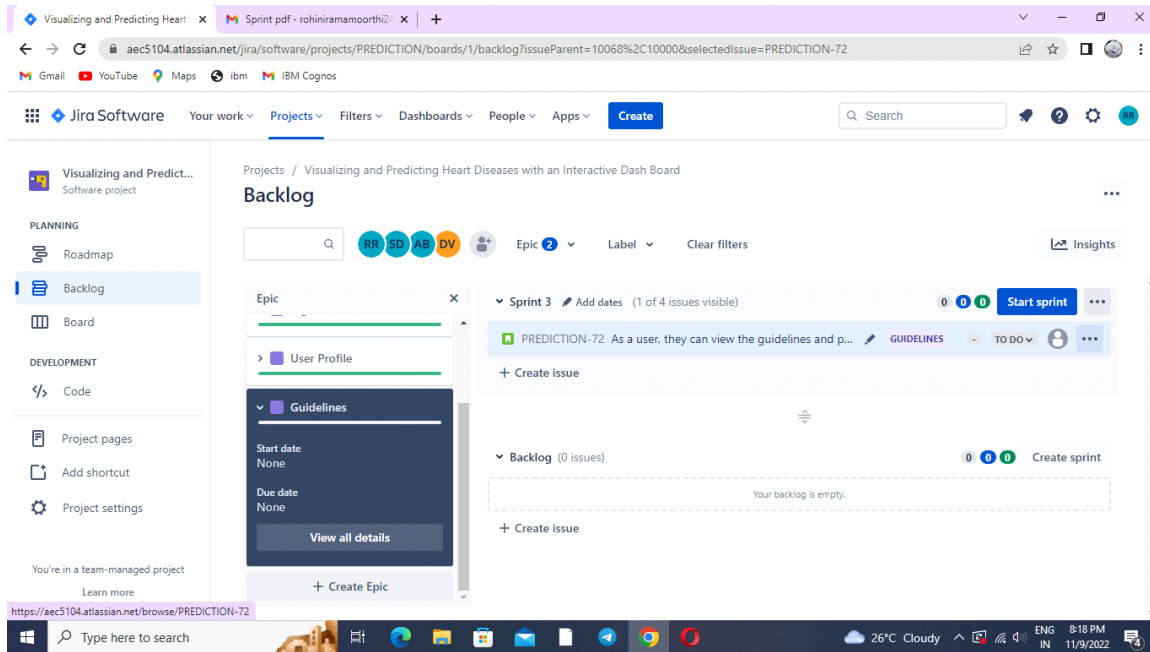 Visualizing and Predicting Heart
Sprint pdf - rohiniramamoorthi24
aec5104.atlassian.net/jira/software/projects/PREDICTION/boards/1/backlog?issueParent=10068%2C10000&selectedIssue=PREDICTION-72
Gmail YouTube Maps ibm IBM Cognos
Jira Software Your work Projects Filters Dashboards People Apps Create Search RR
Visualizing and Predict...
Software project
PLANNING
Roadmap
Backlog
Board
DEVELOPMENT
Code
Project pages
Add shortcut
Project settings
You're in a team-managed project
Learn more
Projects / Visualizing and Predicting Heart Diseases with an Interactive Dash Board
Backlog
RR SD AB DV Epic 2 Label Clear filters Insights
Epic
User Profile
Guidelines
Start date
None
Due date
None
View all details
+ Create Epic
Sprint 3 Add dates (1 of 4 issues visible) 0 0 0 Start sprint
PREDICTION-72 As a user, they can view the guidelines and p... GUIDELINES - TO DO
+ Create issue
Backlog (0 issues) 0 0 0 Create sprint
Your backlog is empty.
+ Create issue
https://aec5104.atlassian.net/browse/PREDICTION-72
Type here to search
26°C Cloudy
ENG
IN
8:18 PM
11/9/2022
4